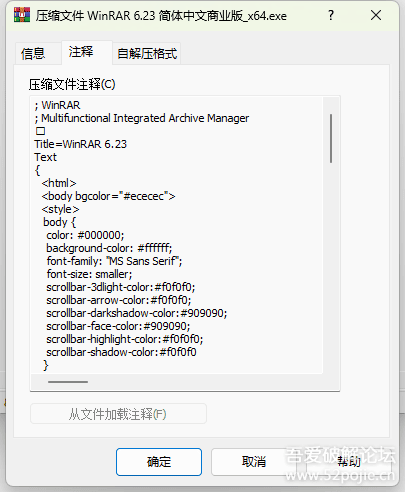 压缩文件 WinRAR 6.23 简体中文商业版_x64.exe ? ×
信息 注释 自解压格式
压缩文件注释(C)
; WinRAR
; Multifunctional Integrated Archive Manager
□
Title=WinRAR 6.23
Text
{
<html>
<body bgcolor="#ececec">
<style>
body {
color: #000000;
background-color: #ffffff;
font-family: "MS Sans Serif";
font-size: smaller;
scrollbar-3dlight-color:#f0f0f0;
scrollbar-arrow-color:#f0f0f0;
scrollbar-darkshadow-color:#909090;
scrollbar-face-color:#909090;
scrollbar-highlight-color:#f0f0f0;
scrollbar-shadow-color:#f0f0f0
}
从文件加载注释(F)
确定 取消 帮助
吾爱破解论坛
www.52pojie.cn